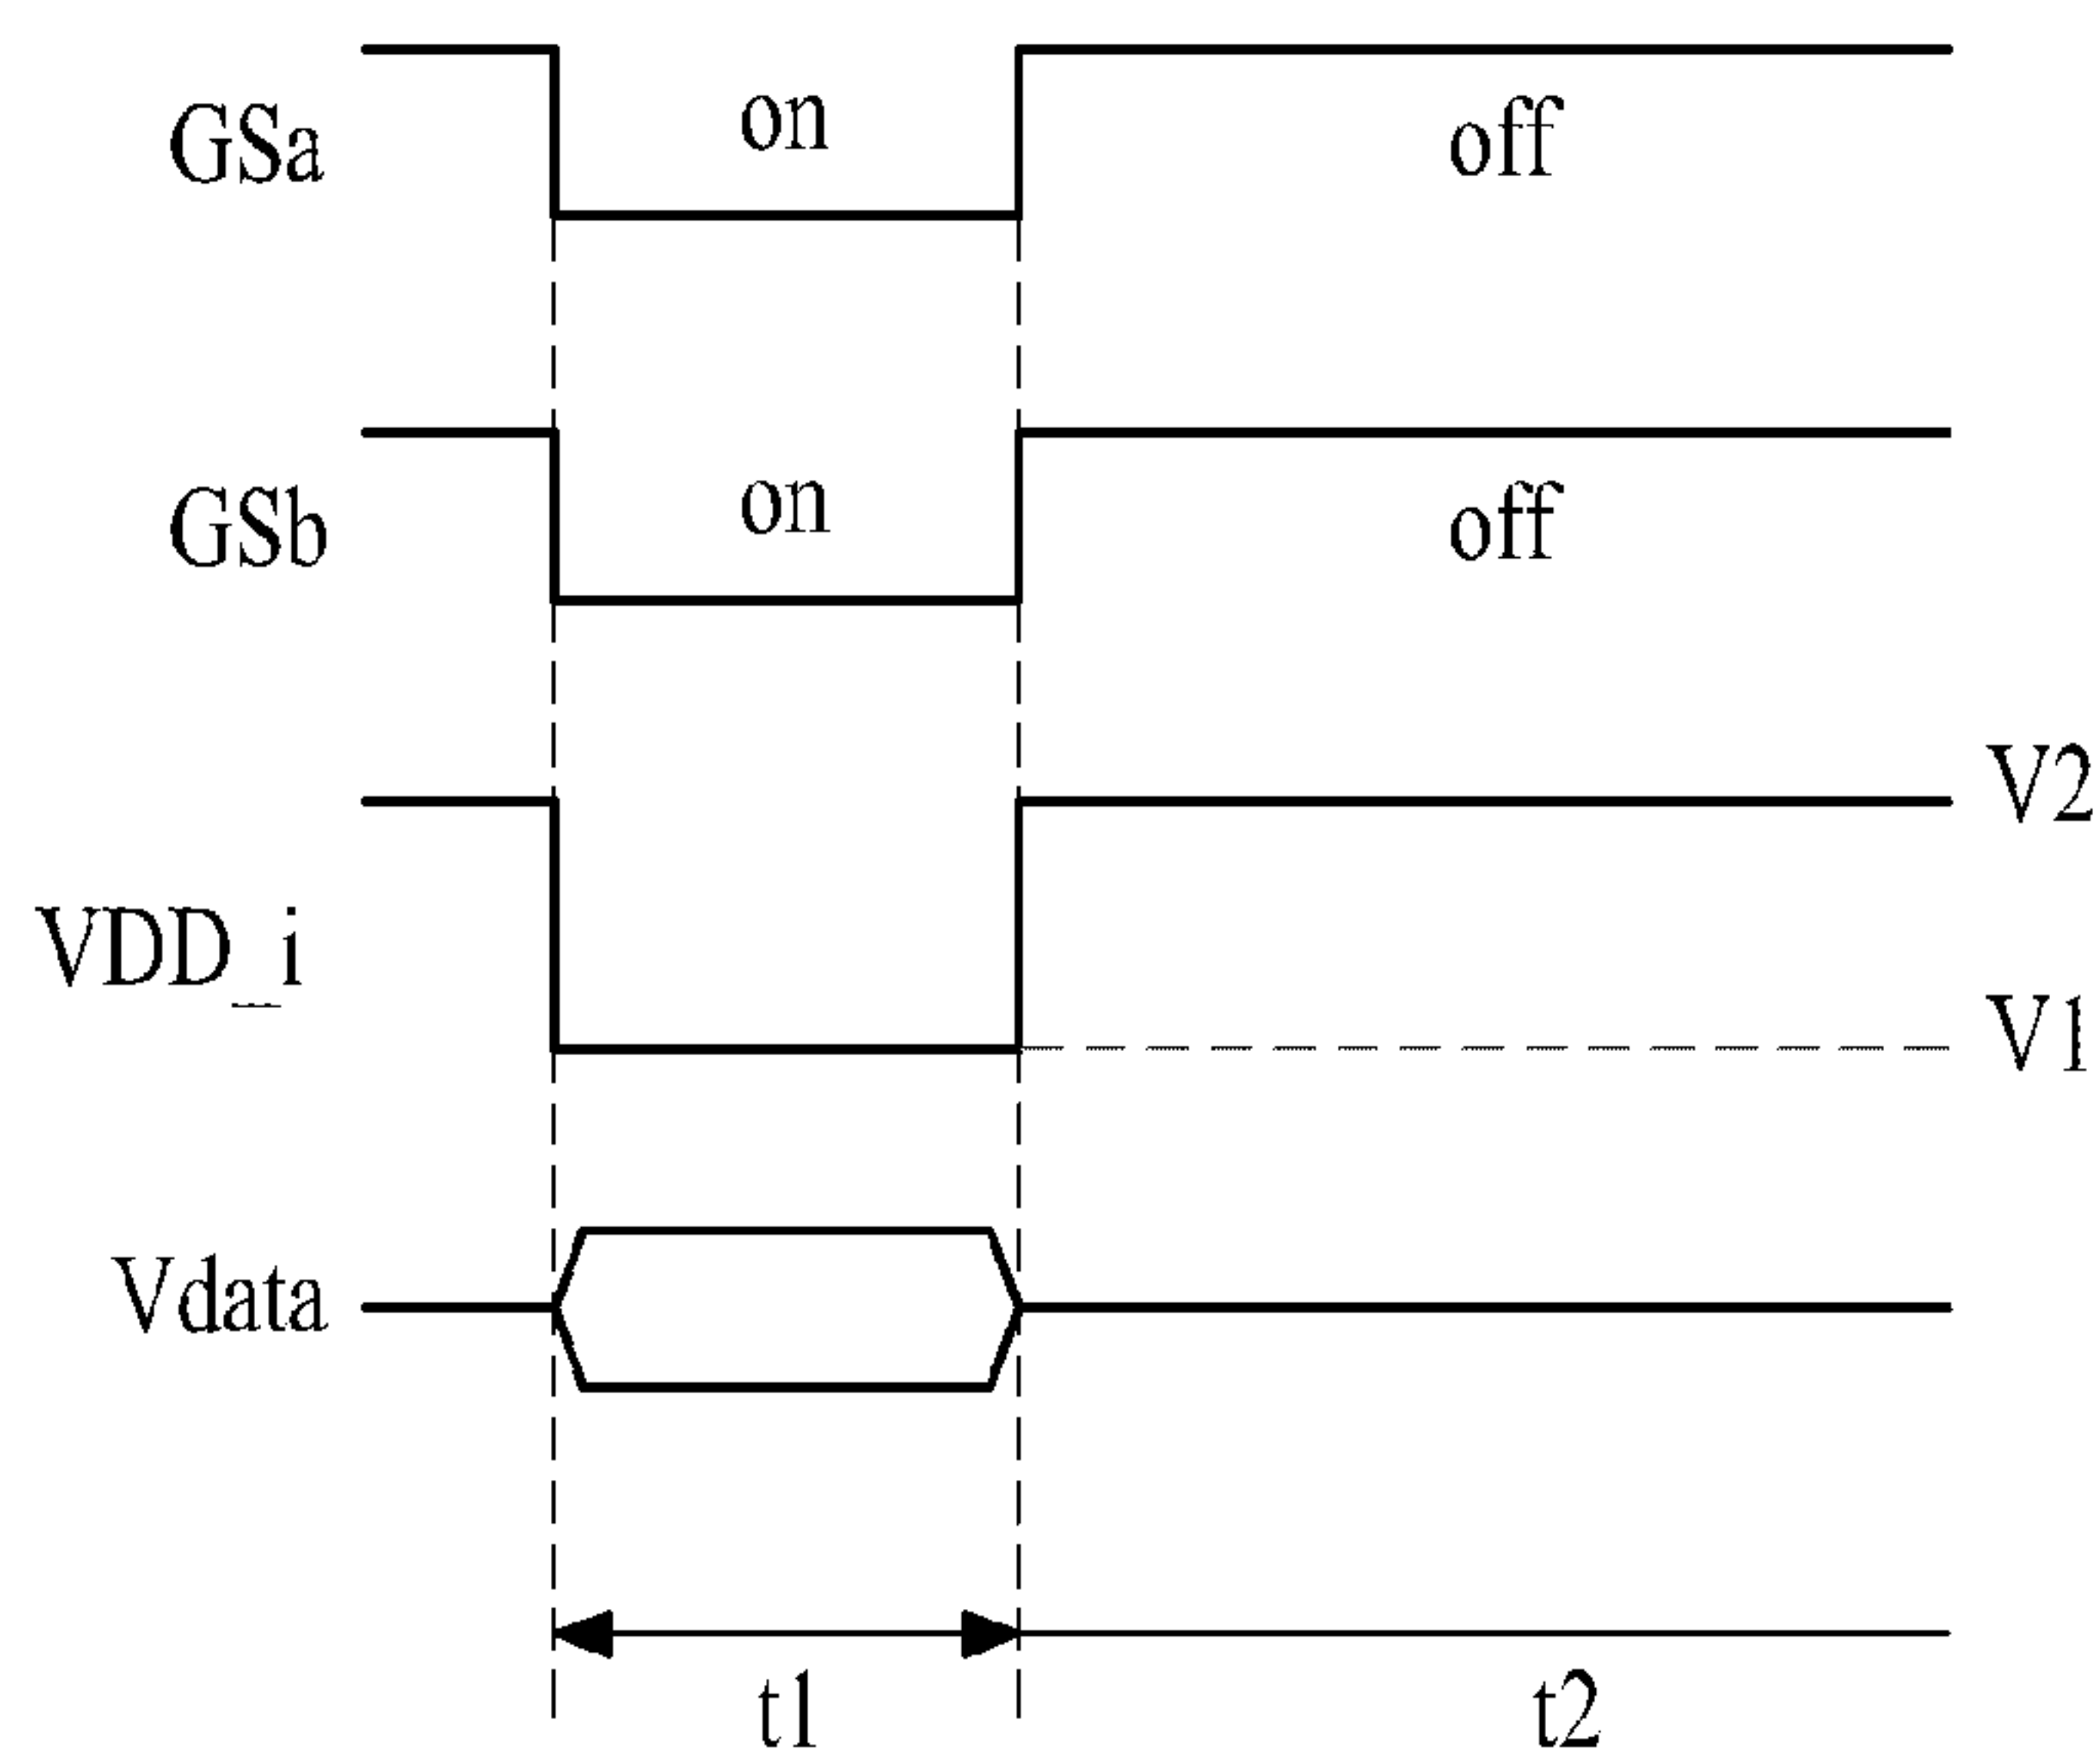 GSa on off
GSb on off
V2
VDD_i
V1
Vdata
t1 t2